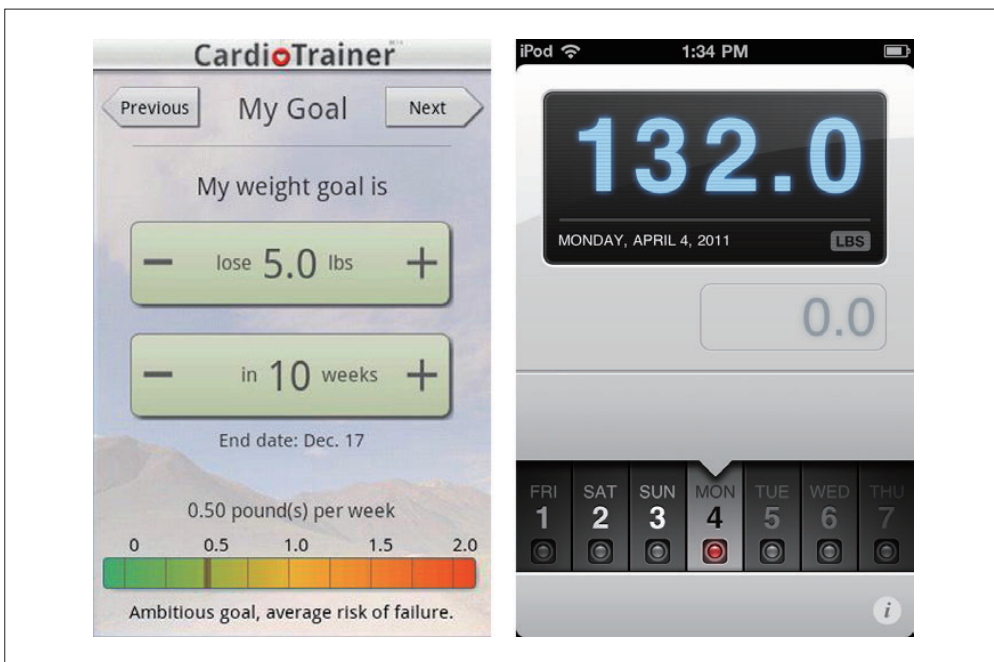 CardioTrainer
Previous
My Goal
Next
My weight goal is
− lose 5.0 lbs +
− in 10 weeks +
End date: Dec. 17
0.50 pound(s) per week
0 0.5 1.0 1.5 2.0
Ambitious goal, average risk of failure.
iPod 1:34 PM
132.0
MONDAY, APRIL 4, 2011 LBS
0.0
FRI SAT SUN MON TUE WED THU
1 2 3 4 5 6 7
i